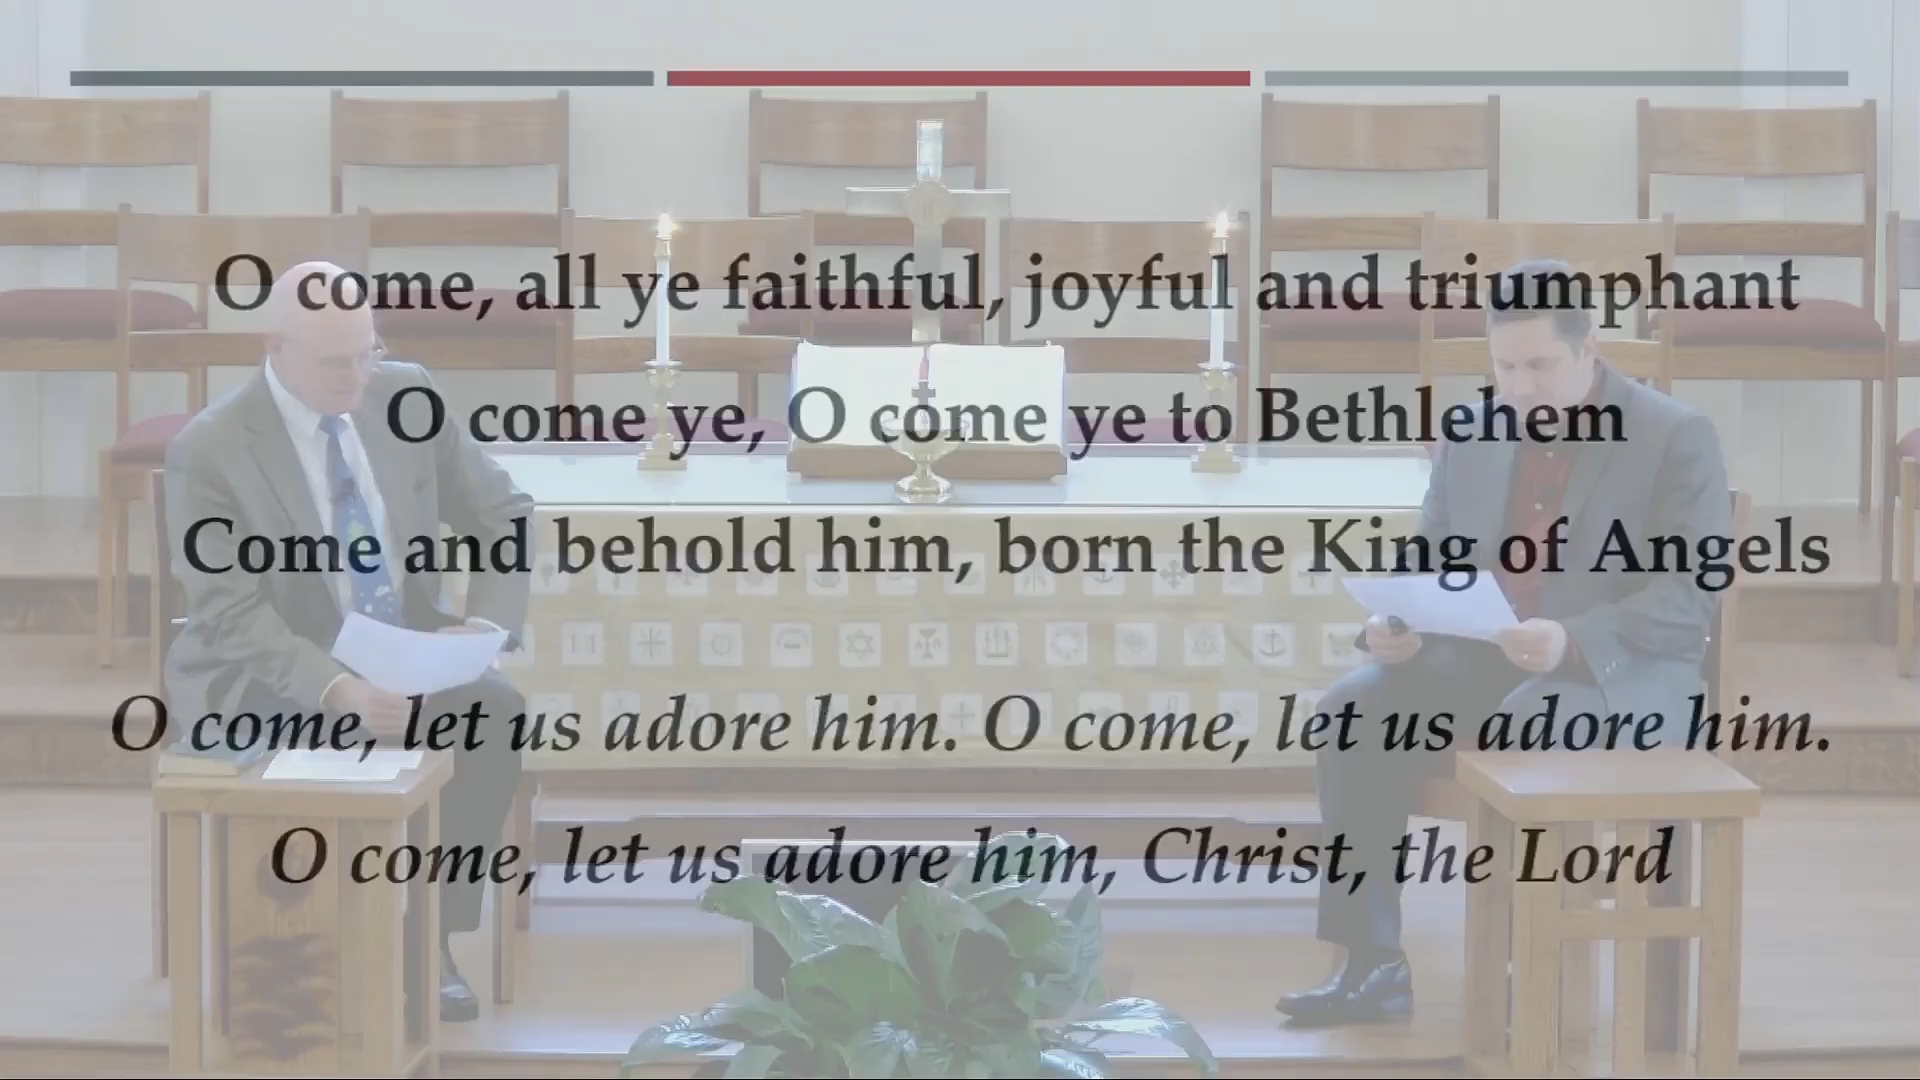 O come, all ye faithful, joyful and triumphant
O come ye, O come ye to Bethlehem
Come and behold him, born the King of Angels
O come, let us adore him. O come, let us adore him.
O come, let us adore him, Christ, the Lord